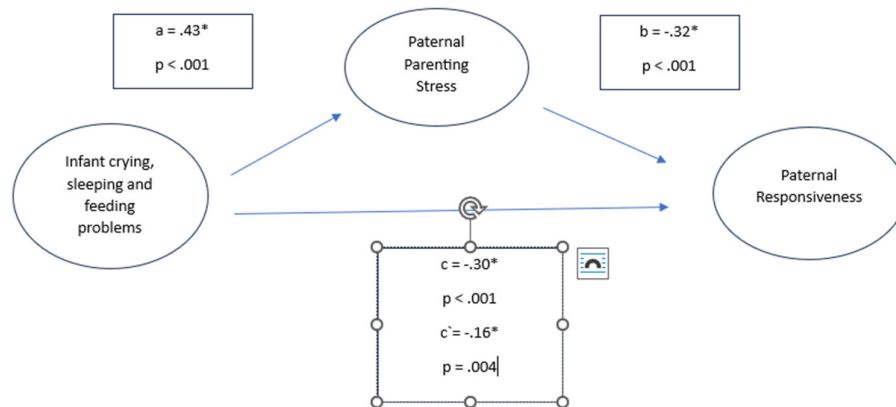 a = .43*
p < .001
Paternal
Parenting
Stress
b = -.32*
p < .001
Infant crying,
sleeping and
feeding
problems
Paternal
Responsiveness
c = -.30*
p < .001
c`= -.16*
p = .004